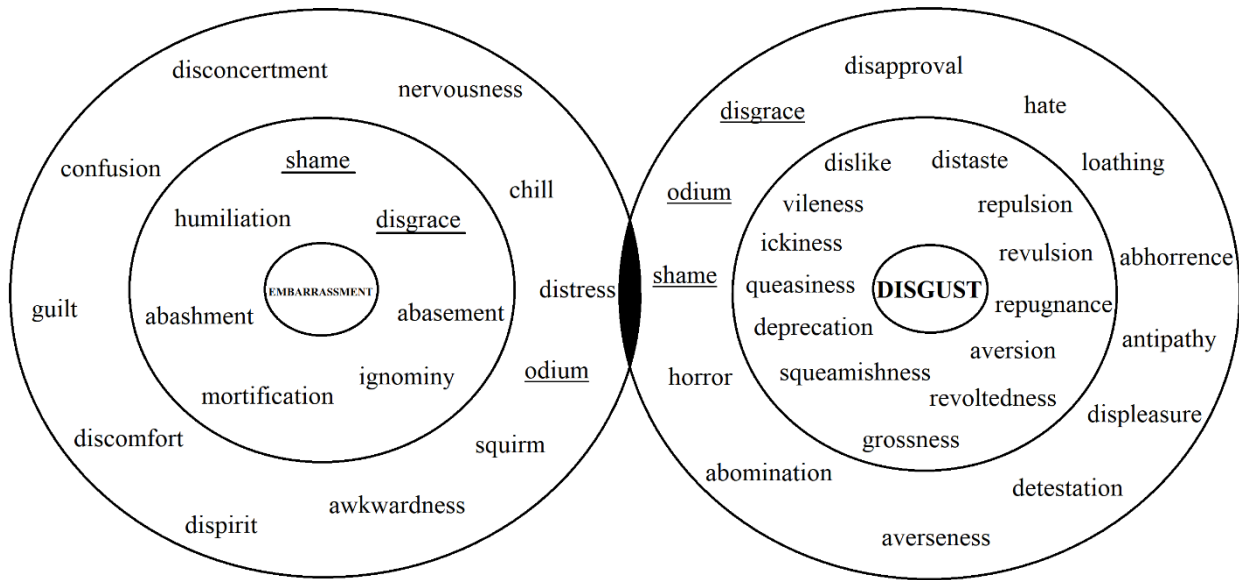 disconcertment
nervousness
confusion
shame
chill
humiliation
disgrace
EMBARRASSMENT
distress
guilt
abashment
abasement
odium
ignominy
mortification
discomfort
squirm
awkwardness
dispirit
disapproval
hate
disgrace
dislike
distaste
loathing
odium
vileness
repulsion
ickiness
revulsion
abhorrence
shame
queasiness
DISGUST
repugnance
deprecation
aversion
antipathy
horror
squeamishness
revoltedness
displeasure
grossness
abomination
detestation
averseness